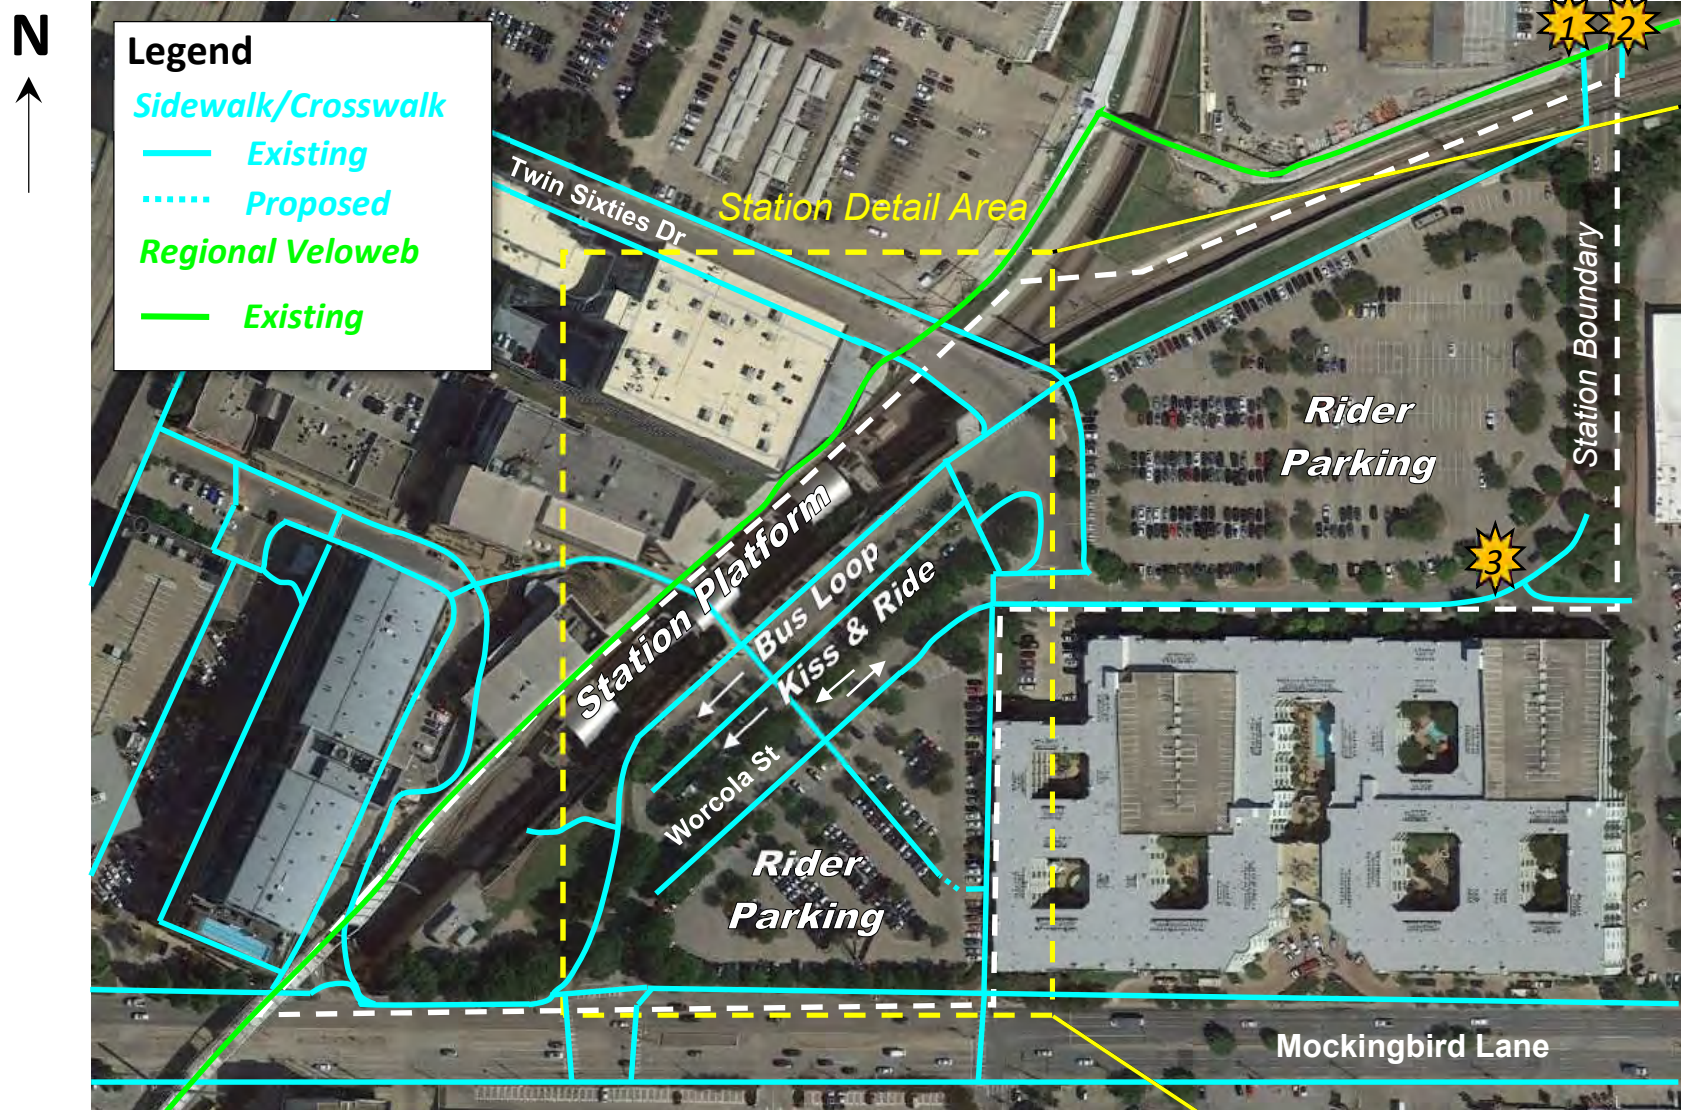 N
Legend
Sidewalk/Crosswalk
Existing
Proposed
Regional Veloweb
Existing
1
2
Twin Sixties Dr
Station Detail Area
Station Boundary
Rider
Parking
3
Station Platform
Bus Loop
Kiss & Ride
Worcola St
Rider
Parking
Mockingbird Lane